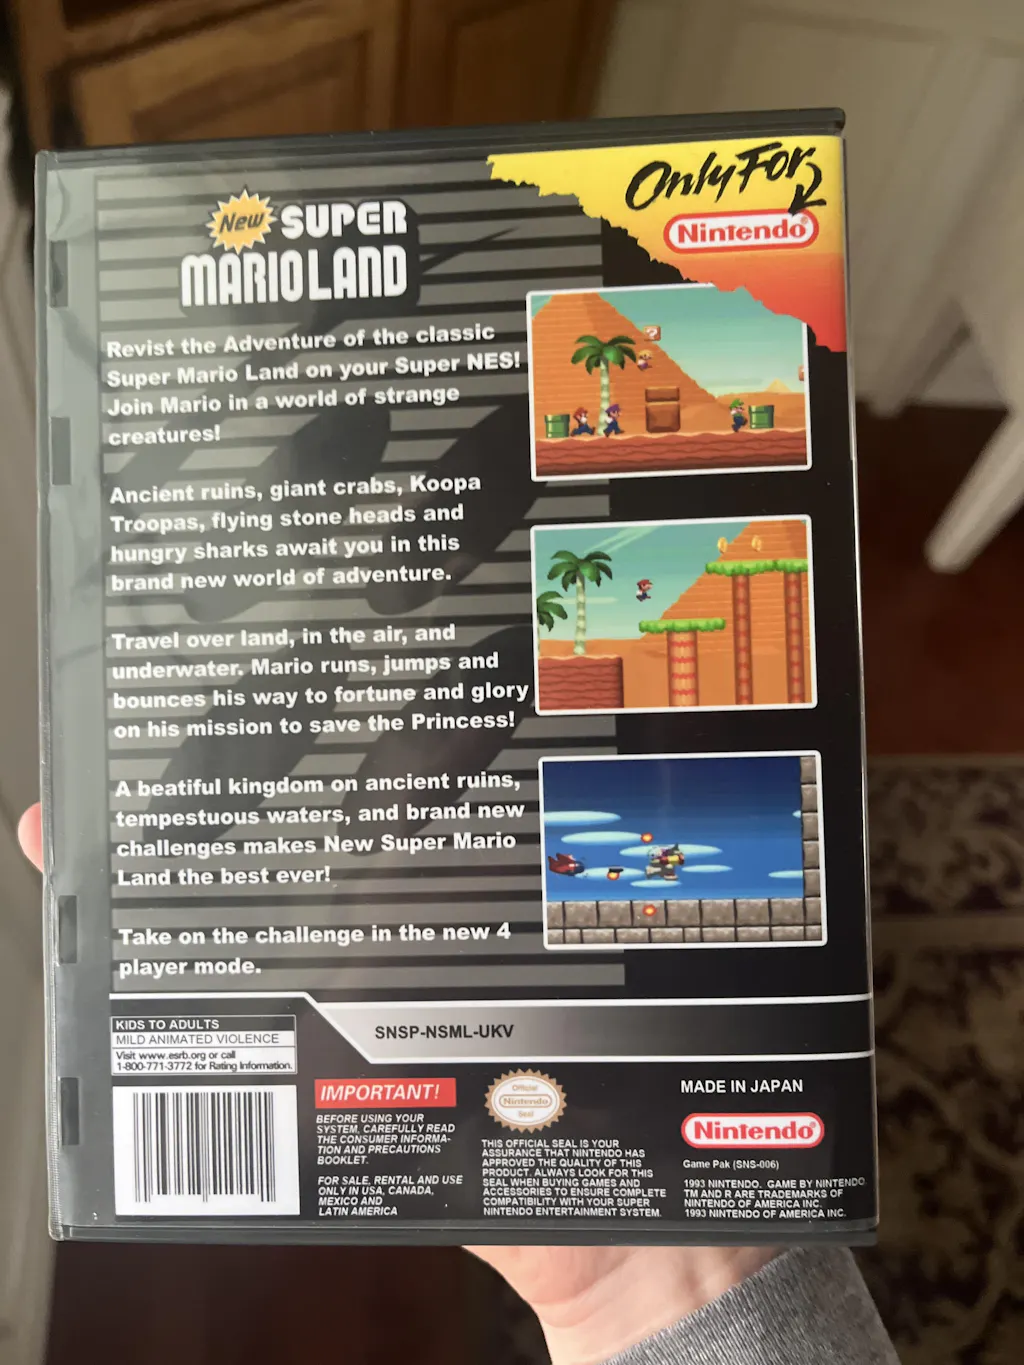 New SUPER
MARIO LAND
Only For
Nintendo®
Revist the Adventure of the classic
Super Mario Land on your Super NES!
Join Mario in a world of strange
creatures!
Ancient ruins, giant crabs, Koopa
Troopas, flying stone heads and
hungry sharks await you in this
brand new world of adventure.
Travel over land, in the air, and
underwater. Mario runs, jumps and
bounces his way to fortune and glory
on his mission to save the Princess!
A beatiful kingdom on ancient ruins,
tempestuous waters, and brand new
challenges makes New Super Mario
Land the best ever!
Take on the challenge in the new 4
player mode.
SNSP-NSML-UKV
KIDS TO ADULTS
MILD ANIMATED VIOLENCE
Visit www.esrb.org or call
1-800-771-3772 for Rating Information.
IMPORTANT!
BEFORE USING YOUR
SYSTEM, CAREFULLY READ
THE CONSUMER INFORMA-
TION AND PRECAUTIONS
BOOKLET.
FOR SALE, RENTAL AND USE
ONLY IN USA, CANADA,
MEXICO AND
LATIN AMERICA
Official
Nintendo
Seal
THIS OFFICIAL SEAL IS YOUR
ASSURANCE THAT NINTENDO HAS
APPROVED THE QUALITY OF THIS
PRODUCT. ALWAYS LOOK FOR THIS
SEAL WHEN BUYING GAMES AND
ACCESSORIES TO ENSURE COMPLETE
COMPATIBILITY WITH YOUR SUPER
NINTENDO ENTERTAINMENT SYSTEM.
MADE IN JAPAN
Nintendo®
Game Pak (SNS-006)
1993 NINTENDO. GAME BY NINTENDO
TM AND R ARE TRADEMARKS OF
NINTENDO OF AMERICA INC.
1993 NINTENDO OF AMERICA INC.